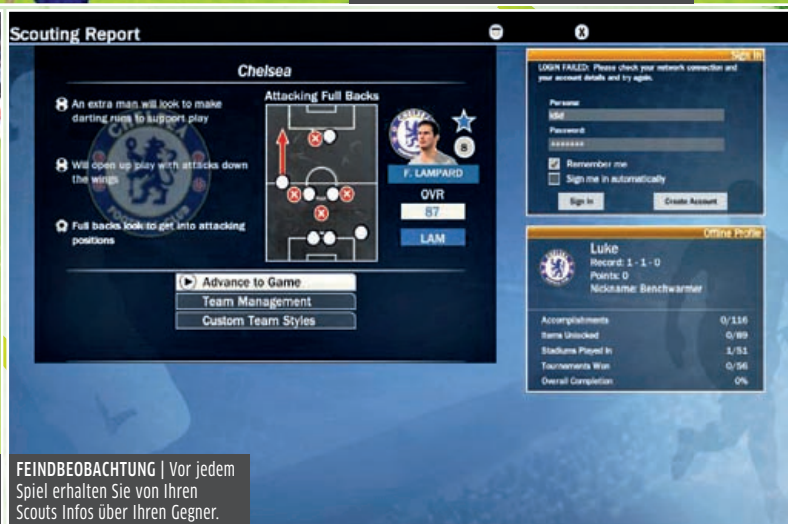 Scouting Report
Chelsea
An extra man will look to make
darting runs to support play
Will open up play with attacks down
the wings
Full backs look to get into attacking
positions
Attacking Full Backs
8
F. LAMPARD
OVR
87
LAM
Advance to Game
Team Management
Custom Team Styles
Sign In
LOGIN FAILED: Please check your network connection and
your account details and try again.
Persona:
Password:
*******
Remember me
Sign me in automatically
Sign In
Create Account
Offline Profile
Luke
Record: 1 - 1 - 0
Points: 0
Nickname: Benchwarmer
Accomplishments 0/116
Items Unlocked 0/89
Stadiums Played In 1/51
Tournaments Won 0/56
Overall Completion 0%
FEINDBEOBACHTUNG | Vor jedem
Spiel erhalten Sie von Ihren
Scouts Infos über Ihren Gegner.